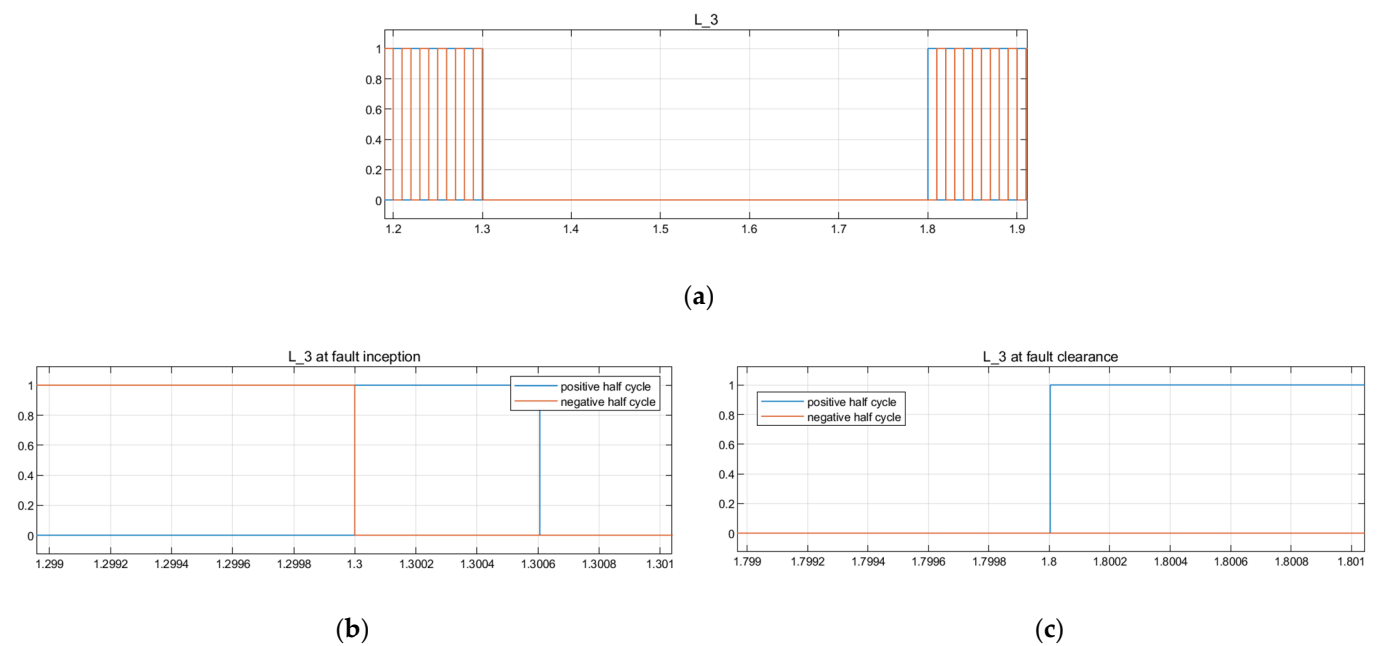 L_3
1
0.8
0.6
0.4
0.2
0
1.2 1.3 1.4 1.5 1.6 1.7 1.8 1.9
(a)
L_3 at fault inception
1
0.8
0.6
0.4
0.2
0
positive half cycle
negative half cycle
1.299 1.2992 1.2994 1.2996 1.2998 1.3 1.3002 1.3004 1.3006 1.3008 1.301
(b)
L_3 at fault clearance
1
0.8
0.6
0.4
0.2
0
positive half cycle
negative half cycle
1.799 1.7992 1.7994 1.7996 1.7998 1.8 1.8002 1.8004 1.8006 1.8008 1.801
(c)